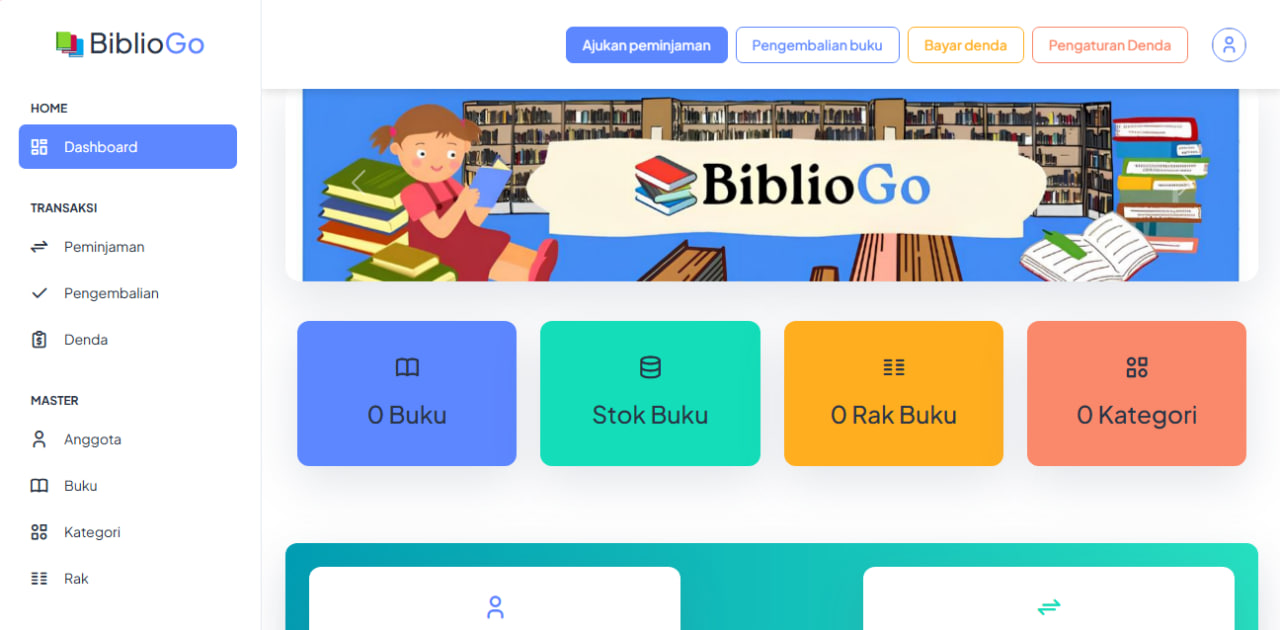 BiblioGo
Ajukan peminjaman
Pengembalian buku
Bayar denda
Pengaturan Denda
HOME
Dashboard
TRANSAKSI
Peminjaman
Pengembalian
Denda
MASTER
Anggota
Buku
Kategori
Rak
BiblioGo
0 Buku
Stok Buku
0 Rak Buku
0 Kategori